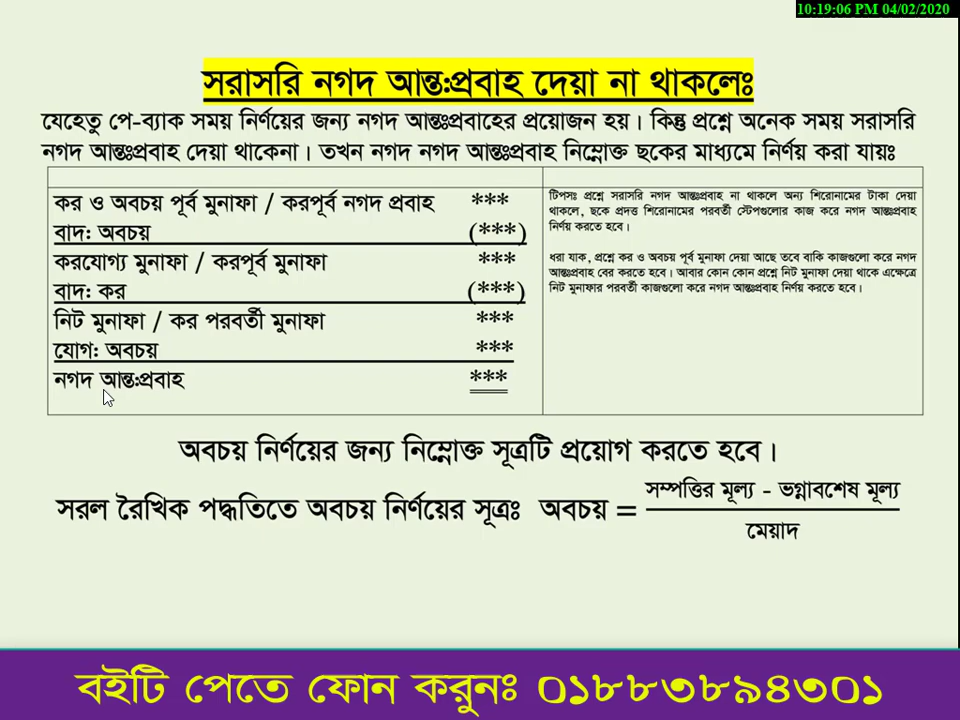 10:19:06 PM 04/02/2020
সরাসরি নগদ আন্ত:প্রবাহ দেয়া না থাকলেঃ
যেহেতু পে-ব্যাক সময় নির্ণয়ের জন্য নগদ আন্তঃপ্রবাহের প্রয়োজন হয়। কিন্তু প্রশ্নে অনেক সময় সরাসরি
নগদ আন্তঃপ্রবাহ দেয়া থাকেনা। তখন নগদ নগদ আন্তঃপ্রবাহ নিম্নোক্ত ছকের মাধ্যমে নির্ণয় করা যায়ঃ
কর ও অবচয় পূর্ব মুনাফা / করপূর্ব নগদ প্রবাহ ***
বাদ: অবচয় (***)
করযোগ্য মুনাফা / করপূর্ব মুনাফা ***
বাদ: কর (***)
নিট মুনাফা / কর পরবর্তী মুনাফা ***
যোগ: অবচয় ***
নগদ আন্ত:প্রবাহ ***
টিপসঃ প্রশ্নে সরাসরি নগদ আন্তঃপ্রবাহ না থাকলে অন্য শিরোনামের টাকা দেয়া
থাকলে, ছকে প্রদত্ত শিরোনামের পরবর্তী স্টেপগুলোর কাজ করে নগদ আন্তঃপ্রবাহ
নির্ণয় করতে হবে।
ধরা যাক, প্রশ্নে কর ও অবচয় পূর্ব মুনাফা দেয়া আছে তবে বাকি কাজগুলো করে নগদ
আন্তঃপ্রবাহ বের করতে হবে। আবার কোন কোন প্রশ্নে নিট মুনাফা দেয়া থাকে এক্ষেত্রে
নিট মুনাফার পরবর্তী কাজগুলো করে নগদ আন্তঃপ্রবাহ নির্ণয় করতে হবে।
অবচয় নির্ণয়ের জন্য নিম্নোক্ত সূত্রটি প্রয়োগ করতে হবে।
সরল রৈখিক পদ্ধতিতে অবচয় নির্ণয়ের সূত্রঃ অবচয় = সম্পত্তির মূল্য - ভগ্নাবশেষ মূল্য
মেয়াদ
বইটি পেতে ফোন করুনঃ ০১৮৮৩৮৯৪৩০১